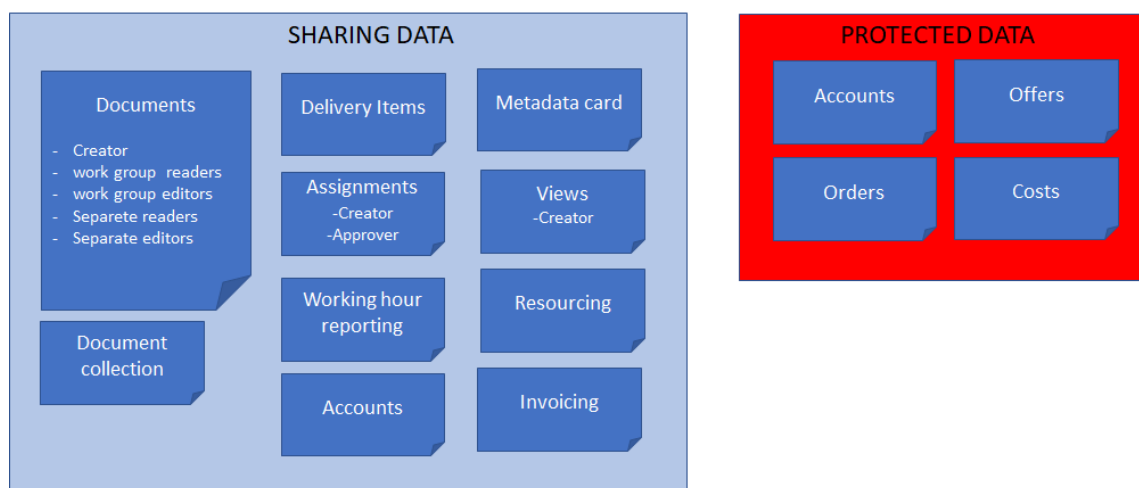 SHARING DATA
Documents
- Creator
- work group readers
- work group editors
- Separete readers
- Separate editors
Document
collection
Delivery Items
Assignments
-Creator
-Approver
Working hour
reporting
Accounts
Metadata card
Views
-Creator
Resourcing
Invoicing
PROTECTED DATA
Accounts
Offers
Orders
Costs